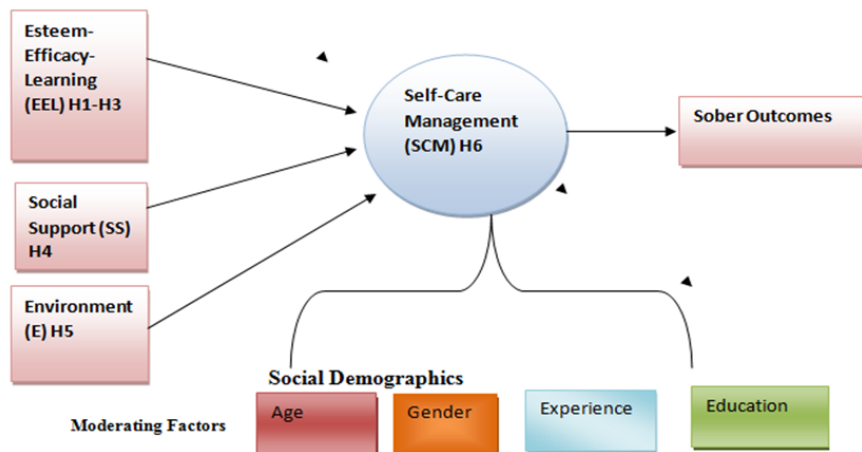 Esteem-
Efficacy-
Learning
(EEL) H1-H3
Self-Care
Management
(SCM) H6
Sober Outcomes
Social
Support (SS)
H4
Environment
(E) H5
Social Demographics
Moderating Factors
Age
Gender
Experience
Education